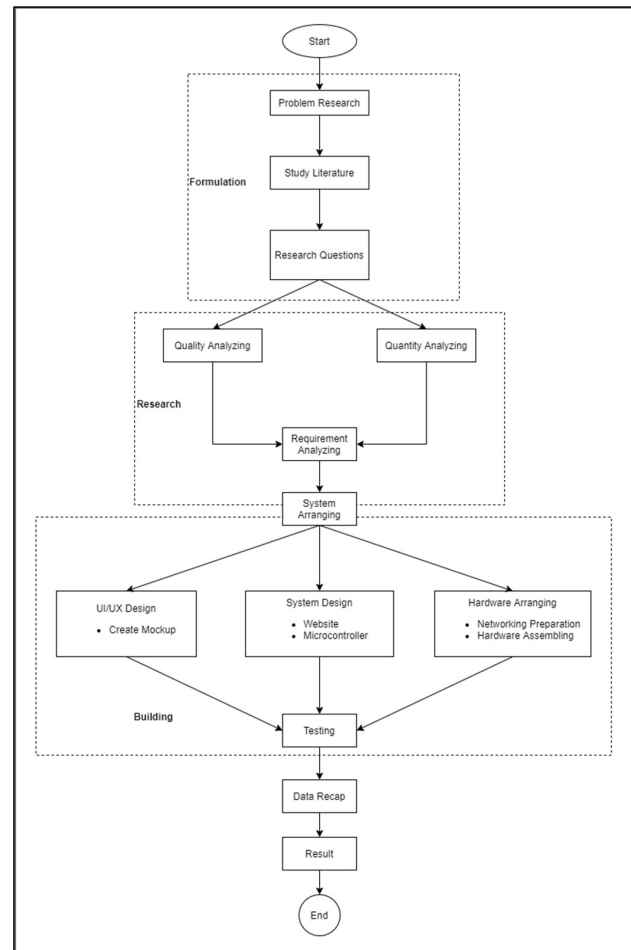 Start
Problem Research
Study Literature
Formulation
Research Questions
Quality Analyzing
Quantity Analyzing
Research
Requirement
Analyzing
System
Arranging
UI/UX Design
• Create Mockup
System Design
• Website
• Microcontroller
Hardware Arranging
• Networking Preparation
• Hardware Assembling
Building
Testing
Data Recap
Result
End